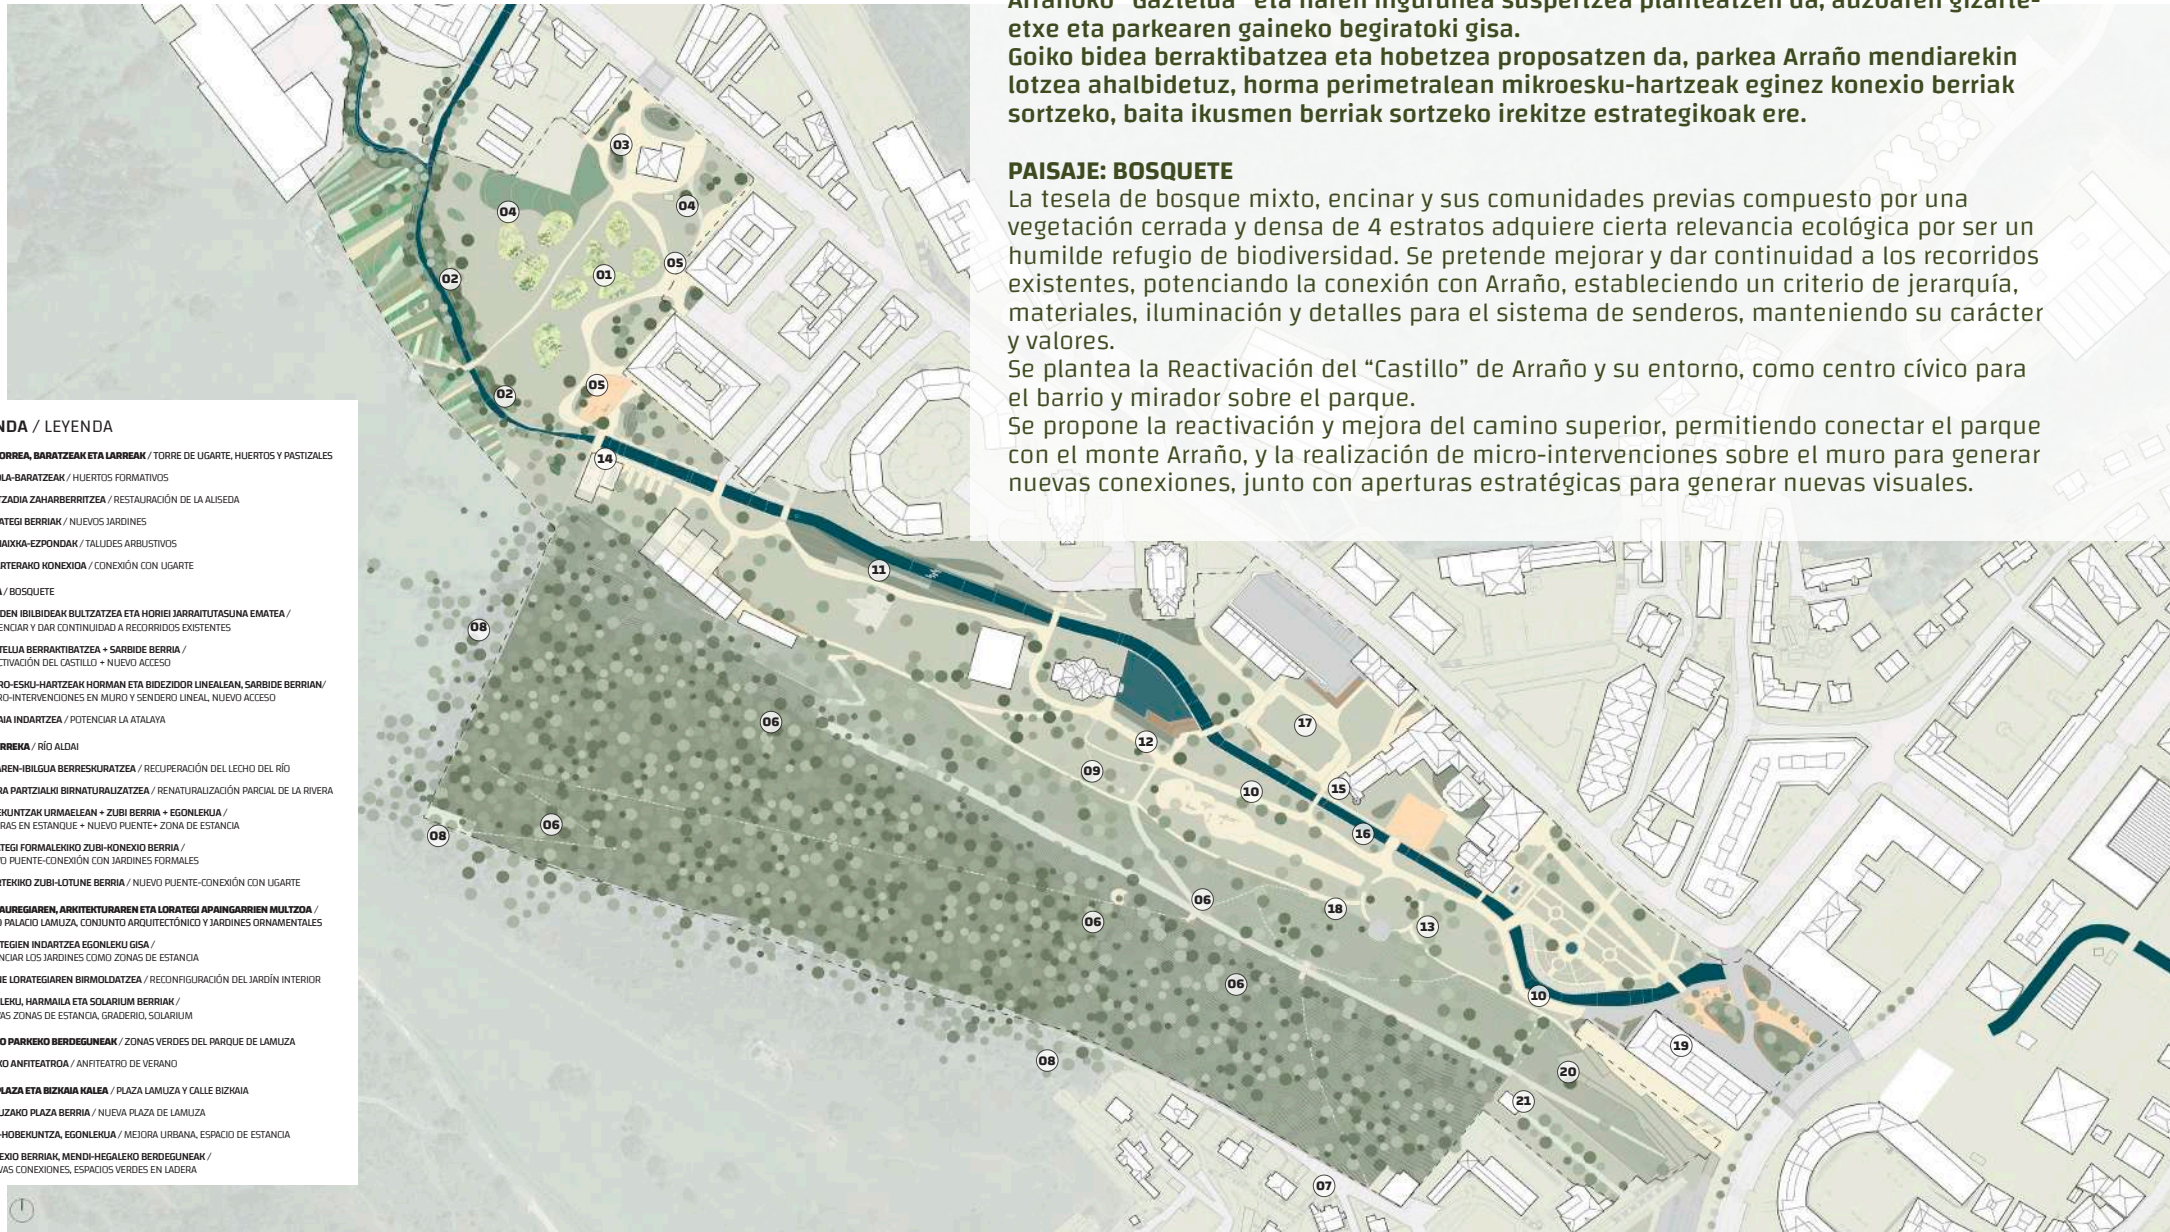 etxe eta parkearen gaineko begiratoki gisa.
Goiko bidea berraktibatzea eta hobetzea proposatzen da, parkea Arraño mendiarekin
lotzea ahalbidetuz, horma perimetralean mikroesku-hartzeak eginez konexio berriak
sortzeko, baita ikusmen berriak sortzeko irekitze estrategikoak ere.
PAISAJE: BOSQUETE
La tesela de bosque mixto, encinar y sus comunidades previas compuesto por una
vegetación cerrada y densa de 4 estratos adquiere cierta relevancia ecológica por ser un
humilde refugio de biodiversidad. Se pretende mejorar y dar continuidad a los recorridos
existentes, potenciando la conexión con Arraño, estableciendo un criterio de jerarquía,
materiales, iluminación y detalles para el sistema de senderos, manteniendo su carácter
y valores.
Se plantea la Reactivación del “Castillo” de Arraño y su entorno, como centro cívico para
el barrio y mirador sobre el parque.
Se propone la reactivación y mejora del camino superior, permitiendo conectar el parque
con el monte Arraño, y la realización de micro-intervenciones sobre el muro para generar
nuevas conexiones, junto con aperturas estratégicas para generar nuevas visuales.
NDA / LEYENDA
ORREA, BARATZEAK ETA LARREAK / TORRE DE UGARTE, HUERTOS Y PASTIZALES
LA-BARATZEAK / HUERTOS FORMATIVOS
TZADIA ZAHARBERRITZEA / RESTAURACIÓN DE LA ALISEDA
ATEGI BERRIAK / NUEVOS JARDINES
AIXKA-EZPONDAK / TALUDES ARBUSTIVOS
ARTERAKO KONEXIOA / CONEXIÓN CON UGARTE
/ BOSQUETE
DEN IBILBIDEAK BULTZATZEA ETA HORIEI JARRAITUTASUNA EMATEA /
ENCIAR Y DAR CONTINUIDAD A RECORRIDOS EXISTENTES
TELUA BERRAKTIBATZEA + SARBIDE BERRIA /
CTIVACIÓN DEL CASTILLO + NUEVO ACCESO
RO-ESKU-HARTZEAK HORMAN ETA BIDEZIDOR LINEALEAN, SARBIDE BERRIAN/
RO-INTERVENCIONES EN MURO Y SENDERO LINEAL, NUEVO ACCESO
AIA INDARTZEA / POTENCIAR LA ATALAYA
RREKA / RÍO ALDAI
AREN-IBILGUA BERRESKURATZEA / RECUPERACIÓN DEL LECHO DEL RÍO
RA PARTZIALKI BIRNATURALIZATZEA / RENATURALIZACIÓN PARCIAL DE LA RIVERA
EKUNTZAK URMAELEAN + ZUBI BERRIA + EGONLEKUA /
RAS EN ESTANQUE + NUEVO PUENTE+ ZONA DE ESTANCIA
TEGI FORMALEKIKO ZUBI-KONEXIO BERRIA /
O PUENTE-CONEXIÓN CON JARDINES FORMALES
RTEKIKO ZUBI-LOTUNE BERRIA / NUEVO PUENTE-CONEXIÓN CON UGARTE
AUREGIAREN, ARKITEKTURAREN ETA LORATEGI APAINGARRIEN MULTZOA /
O PALACIO LAMUZA, CONJUNTO ARQUITECTÓNICO Y JARDINES ORNAMENTALES
TEGIEN INDARTZEA EGONLEKU GISA /
NCIAR LOS JARDINES COMO ZONAS DE ESTANCIA
NE LORATEGIAREN BIRMOLDATZEA / RECONFIGURACIÓN DEL JARDÍN INTERIOR
LEKU, HARMAILA ETA SOLARIUM BERRIAK /
VAS ZONAS DE ESTANCIA, GRADERIO, SOLARIUM
O PARKEKO BERDEGUNEAK / ZONAS VERDES DEL PARQUE DE LAMUZA
KO ANFITEATROA / ANFITEATRO DE VERANO
PLAZA ETA BIZKAIA KALEA / PLAZA LAMUZA Y CALLE BIZKAIA
UZAKO PLAZA BERRIA / NUEVA PLAZA DE LAMUZA
-HOBEKUNTZA, EGONLEKUA / MEJORA URBANA, ESPACIO DE ESTANCIA
EXIO BERRIAK, MENDI-HEGALEKO BERDEGUNEAK /
VAS CONEXIONES, ESPACIOS VERDES EN LADERA
03
04
04
05
01
02
05
02
14
11
08
06
12
17
09
10
15
16
08
06
06
06
18
13
06
10
08
19
20
21
07